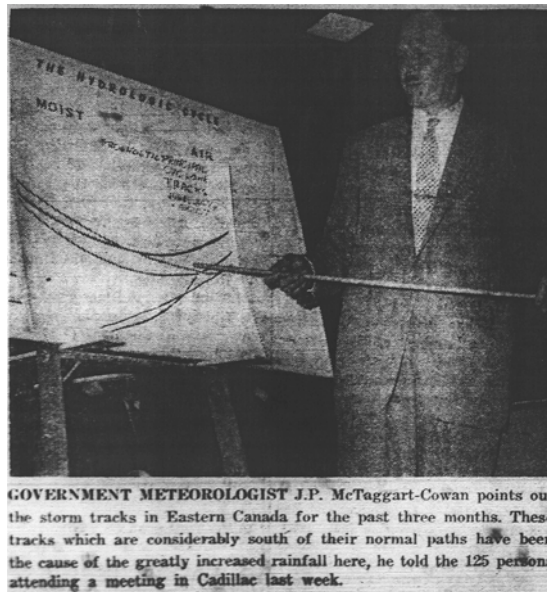 THE HYDROLOGIC CYCLE
MOIST
AIR
TRACKS
GOVERNMENT METEOROLOGIST J.P. McTaggart-Cowan points ou
the storm tracks in Eastern Canada for the past three months. Thes
tracks which are considerably south of their normal paths have been
the cause of the greatly increased rainfall here, he told the 125 person
attending a meeting in Cadillac last week.